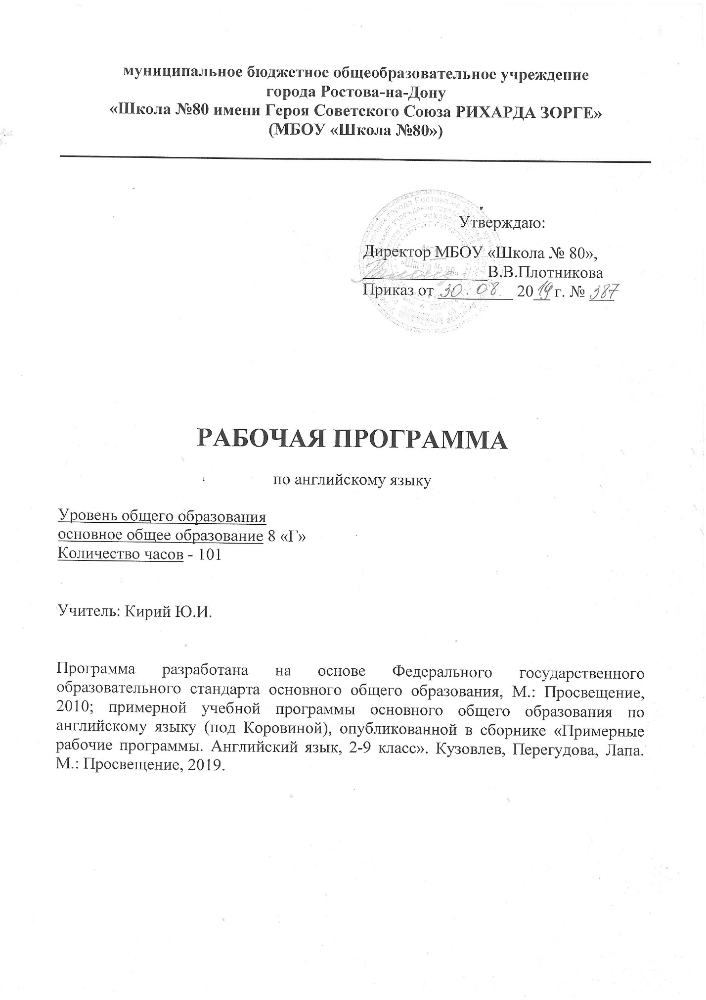 муниципальное бюджетное общеобразовательное учреждение
города Ростова-на-Дону
«Школа №80 имени Героя Советского Союза РИХАРДА ЗОРГЕ»
(МБОУ «Школа №80»)
Утверждаю:
Директор МБОУ «Школа № 80»,
В.В.Плотникова
Приказ от 30.08. 2019 г. № 387
«Школа № 80»
РАБОЧАЯ ПРОГРАММА
по английскому языку
Уровень общего образования
основное общее образование 8 «Г»
Количество часов - 101
Учитель: Кирий Ю.И.
Программа разработана на основе Федерального государственного
образовательного стандарта основного общего образования, М.: Просвещение,
2010; примерной учебной программы основного общего образования по
английскому языку (под Коровиной), опубликованной в сборнике «Примерные
рабочие программы. Английский язык, 2-9 класс». Кузовлев, Перегудова, Лапа.
М.: Просвещение, 2019.